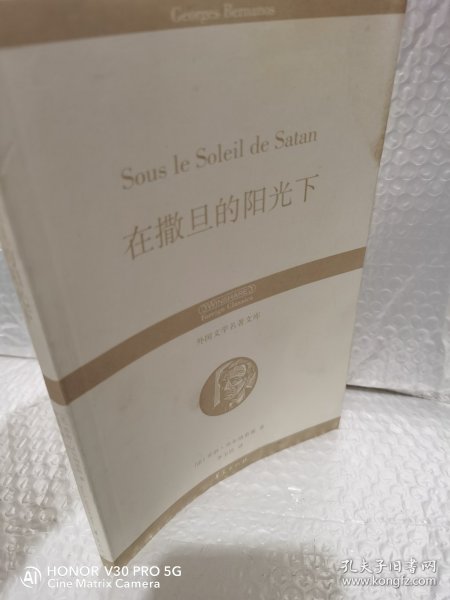 Georges Bernanos
Sous le Soleil de Satan
在撒旦的阳光下
WINSHARE
Foreign Classics
外国文学名著文库
HONOR V30 PRO 5G
Cine Matrix Camera
孔夫子旧书网
www.kongfz.com